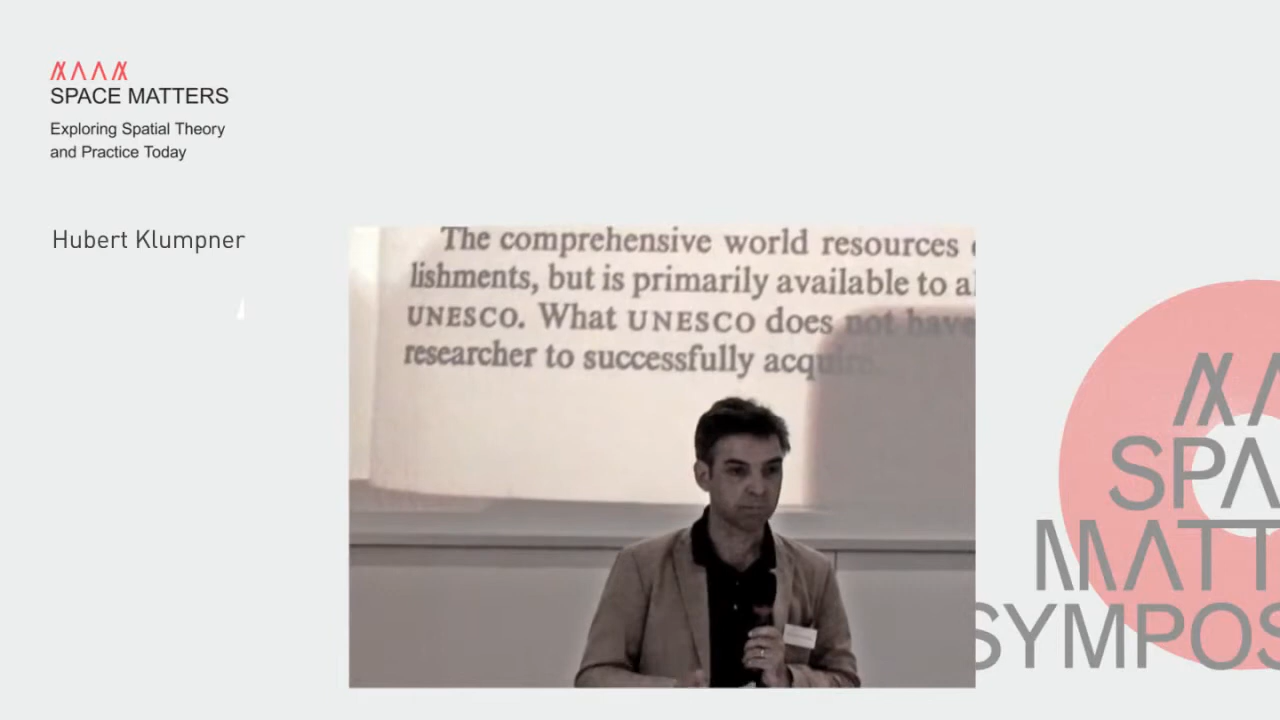 SPACE MATTERS
Exploring Spatial Theory
and Practice Today
Hubert Klumpner
The comprehensive world resources
lishments, but is primarily available to
UNESCO. What UNESCO does not have
researcher to successfully
SPA
MATT
SYMPOS